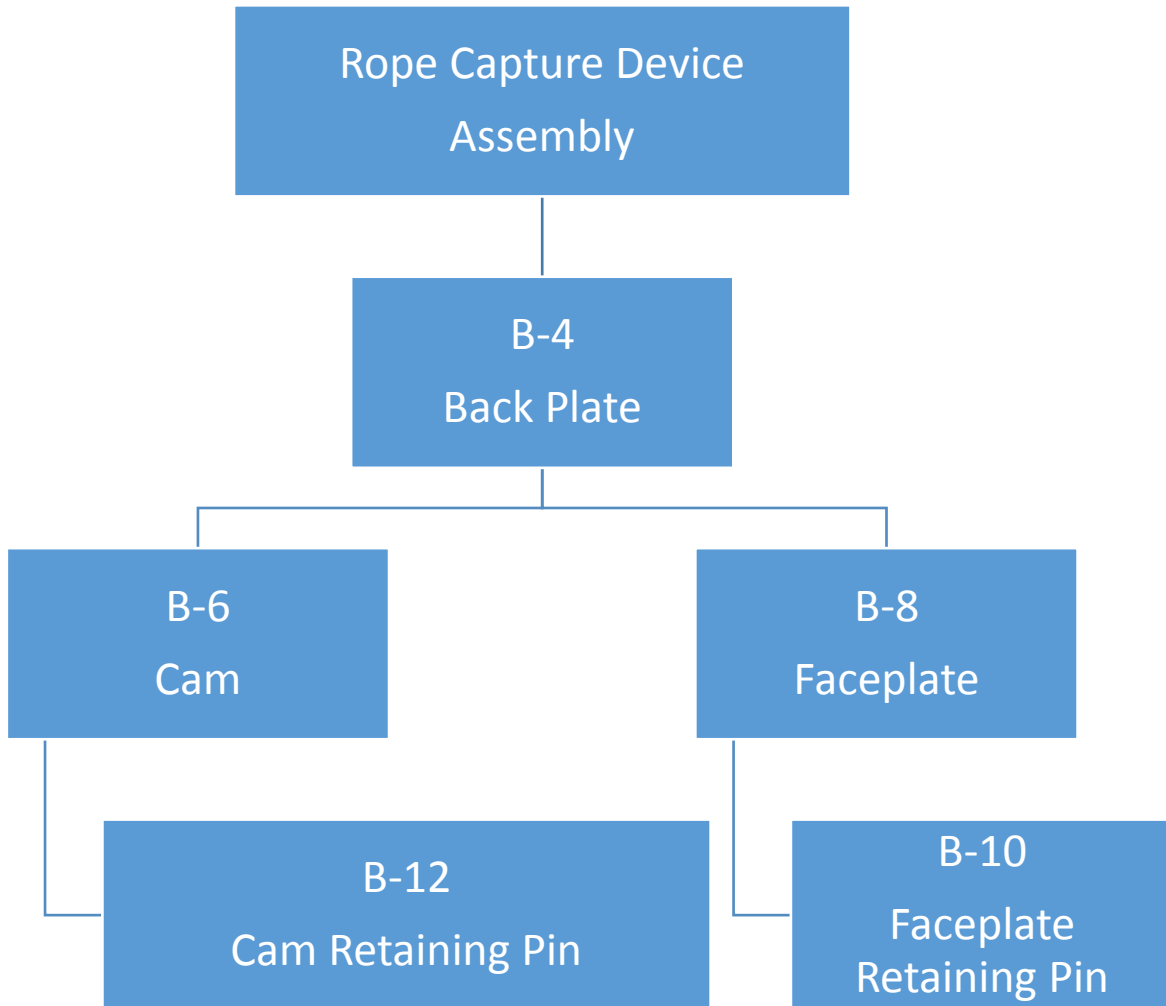 Rope Capture Device
Assembly
B-4
Back Plate
B-6
Cam
B-8
Faceplate
B-12
Cam Retaining Pin
B-10
Faceplate
Retaining Pin